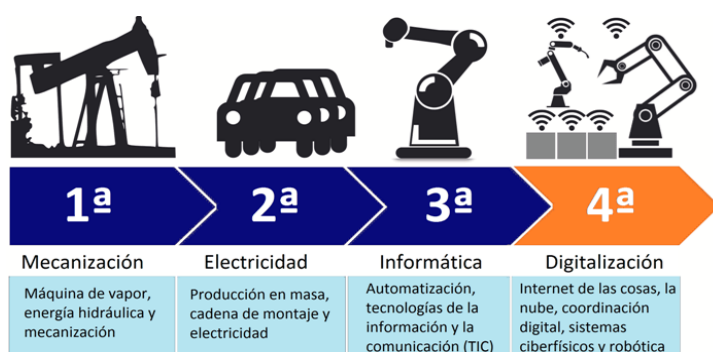 1ª
2ª
3ª
4ª
Mecanización
Electricidad
Informática
Digitalización
Máquina de vapor,
energía hidráulica y
mecanización
Producción en masa,
cadena de montaje y
electricidad
Automatización,
tecnologías de la
información y la
comunicación (TIC)
Internet de las cosas, la
nube, coordinación
digital, sistemas
ciberfísicos y robótica